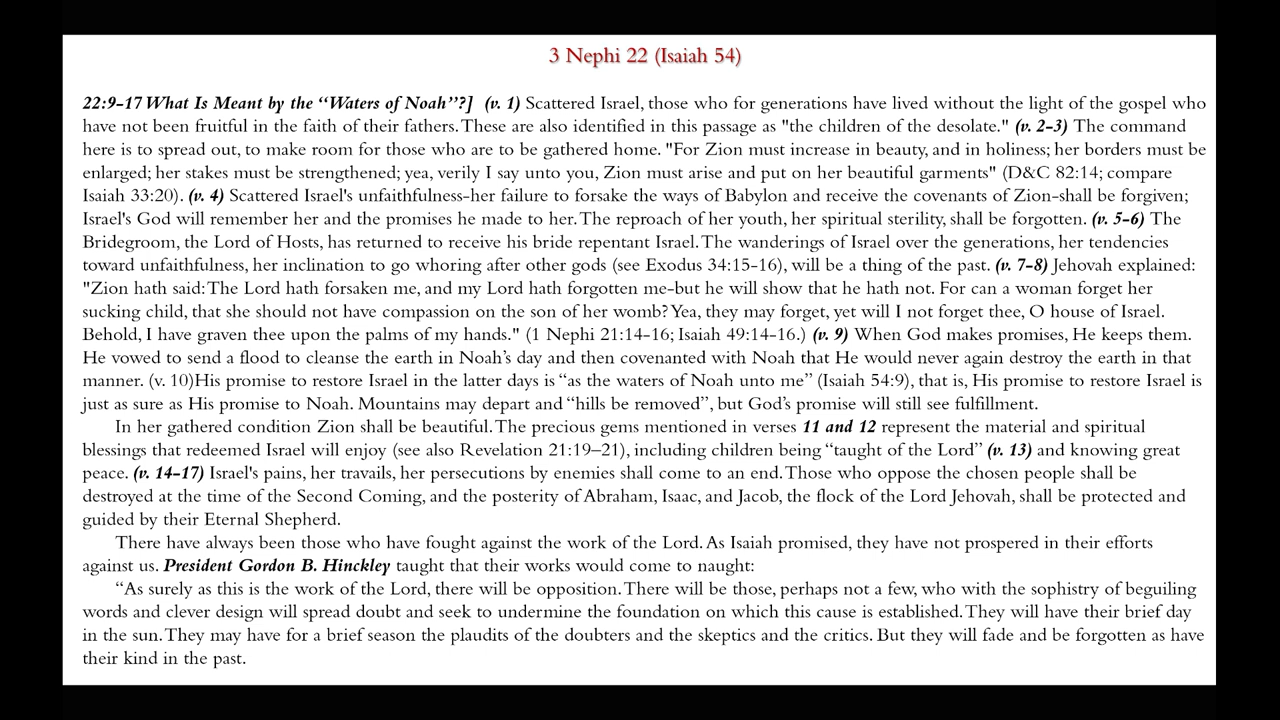 3 Nephi 22 (Isaiah 54)
22:9-17 What Is Meant by the “Waters of Noah”?] (v. 1) Scattered Israel, those who for generations have lived without the light of the gospel who
have not been fruitful in the faith of their fathers. These are also identified in this passage as "the children of the desolate." (v. 2-3) The command
here is to spread out, to make room for those who are to be gathered home. "For Zion must increase in beauty, and in holiness; her borders must be
enlarged; her stakes must be strengthened; yea, verily I say unto you, Zion must arise and put on her beautiful garments" (D&C 82:14; compare
Isaiah 33:20). (v. 4) Scattered Israel's unfaithfulness-her failure to forsake the ways of Babylon and receive the covenants of Zion-shall be forgiven;
Israel's God will remember her and the promises he made to her. The reproach of her youth, her spiritual sterility, shall be forgotten. (v. 5-6) The
Bridegroom, the Lord of Hosts, has returned to receive his bride repentant Israel. The wanderings of Israel over the generations, her tendencies
toward unfaithfulness, her inclination to go whoring after other gods (see Exodus 34:15-16), will be a thing of the past. (v. 7-8) Jehovah explained:
"Zion hath said: The Lord hath forsaken me, and my Lord hath forgotten me-but he will show that he hath not. For can a woman forget her
sucking child, that she should not have compassion on the son of her womb? Yea, they may forget, yet will I not forget thee, O house of Israel.
Behold, I have graven thee upon the palms of my hands." (1 Nephi 21:14-16; Isaiah 49:14-16.) (v. 9) When God makes promises, He keeps them.
He vowed to send a flood to cleanse the earth in Noah’s day and then covenanted with Noah that He would never again destroy the earth in that
manner. (v. 10)His promise to restore Israel in the latter days is “as the waters of Noah unto me” (Isaiah 54:9), that is, His promise to restore Israel is
just as sure as His promise to Noah. Mountains may depart and “hills be removed”, but God’s promise will still see fulfillment.
In her gathered condition Zion shall be beautiful. The precious gems mentioned in verses 11 and 12 represent the material and spiritual
blessings that redeemed Israel will enjoy (see also Revelation 21:19–21), including children being “taught of the Lord” (v. 13) and knowing great
peace. (v. 14-17) Israel's pains, her travails, her persecutions by enemies shall come to an end. Those who oppose the chosen people shall be
destroyed at the time of the Second Coming, and the posterity of Abraham, Isaac, and Jacob, the flock of the Lord Jehovah, shall be protected and
guided by their Eternal Shepherd.
There have always been those who have fought against the work of the Lord. As Isaiah promised, they have not prospered in their efforts
against us. President Gordon B. Hinckley taught that their works would come to naught:
“As surely as this is the work of the Lord, there will be opposition. There will be those, perhaps not a few, who with the sophistry of beguiling
words and clever design will spread doubt and seek to undermine the foundation on which this cause is established. They will have their brief day
in the sun. They may have for a brief season the plaudits of the doubters and the skeptics and the critics. But they will fade and be forgotten as have
their kind in the past.